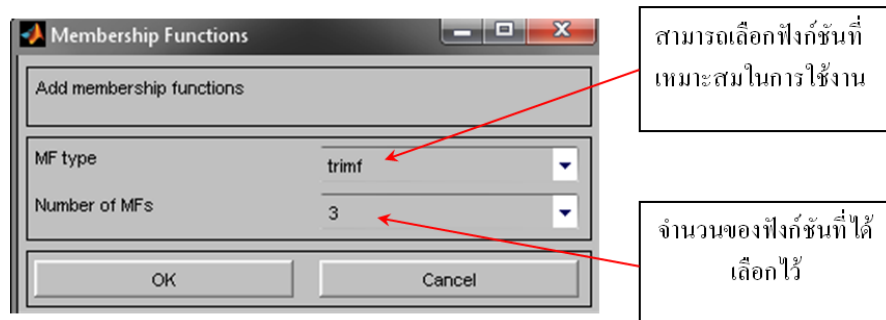 Membership Functions
Add membership functions
MF type
trimf
Number of MFs
3
OK
Cancel
สามารถเลือกฟังก์ชันที่
เหมาะสมในการใช้งาน
จำนวนของฟังก์ชันที่ได้
เลือกไว้